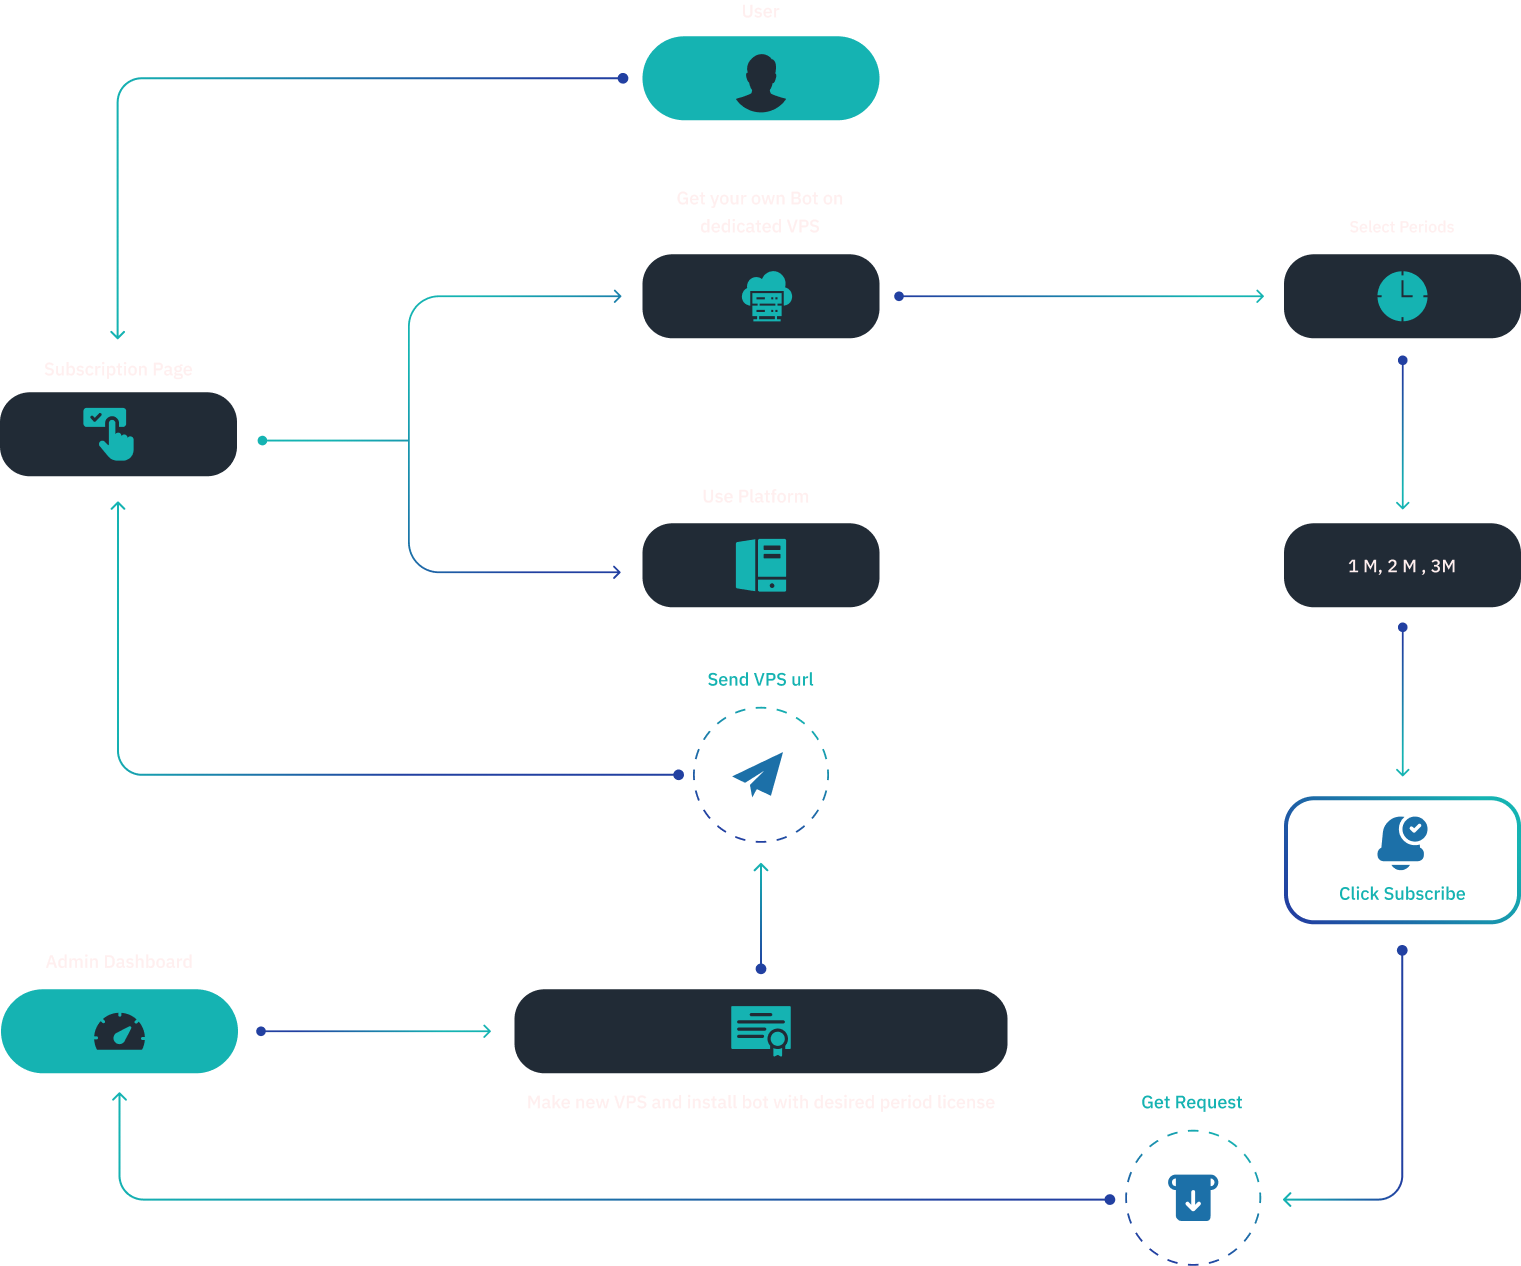 User
Get your own Bot on
dedicated VPS
Select Periods
Subscription Page
Use Platform
1 M, 2 M , 3M
Send VPS url
Click Subscribe
Admin Dashboard
Make new VPS and install bot with desired period license
Get Request